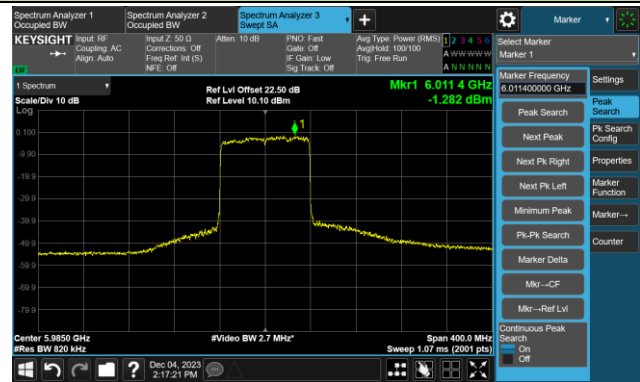 Spectrum Analyzer 1
Occupied BW
Spectrum Analyzer 2
Occupied BW
Spectrum Analyzer 3
Swept SA
Marker
KEYSIGHT
Input: RF
Coupling: AC
Align: Auto
Input Z: 50 Ω
Corrections: Off
Freq Ref: Int (S)
NFE: Off
Atten: 10 dB
PNO: Fast
Gate: Off
IF Gain: Low
Sig Track: Off
Avg Type: Power (RMS)
Avg|Hold: 100/100
Trig: Free Run
1 2 3 4 5 6
A W W W W W
A N N N N N
Select Marker
Marker 1
1 Spectrum
Scale/Div 10 dB
Log
Ref Lvl Offset 22.50 dB
Ref Level 10.10 dBm
Mkr1 6.011 4 GHz
-1.282 dBm
1
0.100
-9.90
-19.9
-29.9
-39.9
-49.9
-59.9
-69.9
-79.9
Center 5.9850 GHz
#Res BW 820 kHz
#Video BW 2.7 MHz*
Span 400.0 MHz
Sweep 1.07 ms (2001 pts)
Marker Frequency
6.011400000 GHz
Peak Search
Next Peak
Next Pk Right
Next Pk Left
Minimum Peak
Pk-Pk Search
Marker Delta
Mkr→CF
Mkr→Ref Lvl
Continuous Peak
Search
On
Off
Settings
Peak
Search
Pk Search
Config
Properties
Marker
Function
Marker→
Counter
?
Dec 04, 2023
2:17:21 PM